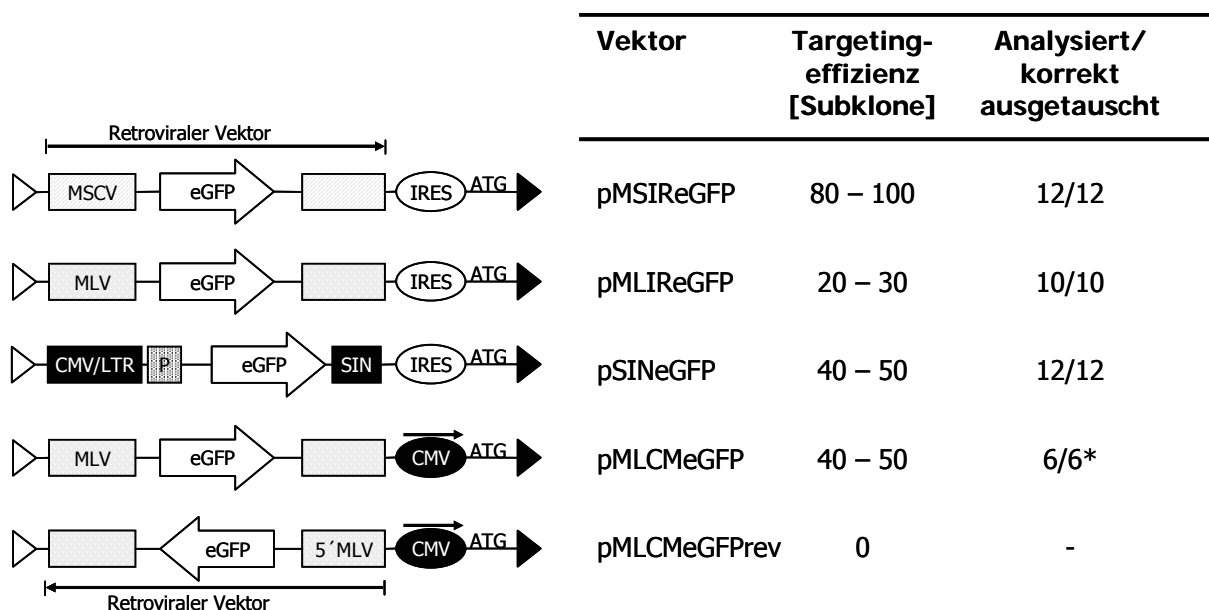 Vektor Targeting- Analysiert/
effizienz korrekt
[Subklone] ausgetauscht
Retroviraler Vektor
MSCV eGFP IRES ATG pMSIReGFP 80 – 100 12/12
MLV eGFP IRES ATG pMLIReGFP 20 – 30 10/10
CMV/LTR P eGFP SIN IRES ATG pSINeGFP 40 – 50 12/12
MLV eGFP CMV ATG pMLCMeGFP 40 – 50 6/6*
eGFP 5´MLV CMV ATG pMLCMeGFPrev 0 -
Retroviraler Vektor